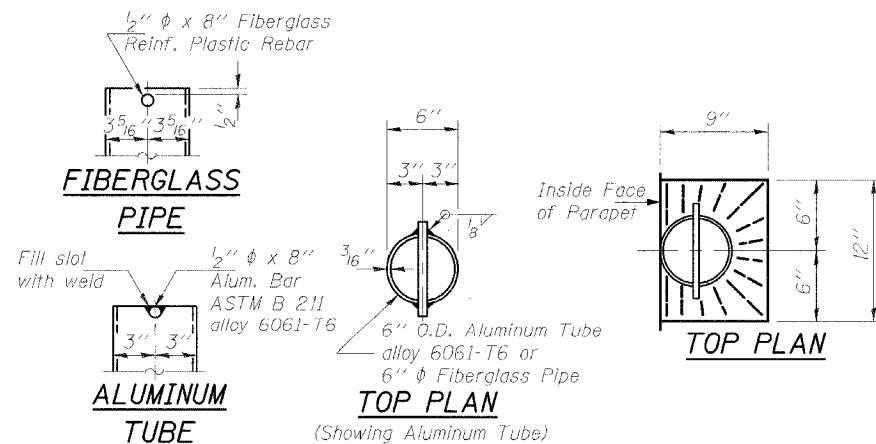 1/2" ϕ x 8" Fiberglass
Reinf. Plastic Rebar
3 5/16" 3 5/16"
1/2"
FIBERGLASS
PIPE
Fill slot
with weld
1/2" ϕ x 8"
Alum. Bar
ASTM B 211
alloy 6061-T6
3" 3"
ALUMINUM
TUBE
6"
3" 3"
1/8
3/16"
6" O.D. Aluminum Tube
alloy 6061-T6 or
6" ϕ Fiberglass Pipe
TOP PLAN
(Showing Aluminum Tube)
9"
Inside Face
of Parapet
6"
6"
12"
TOP PLAN